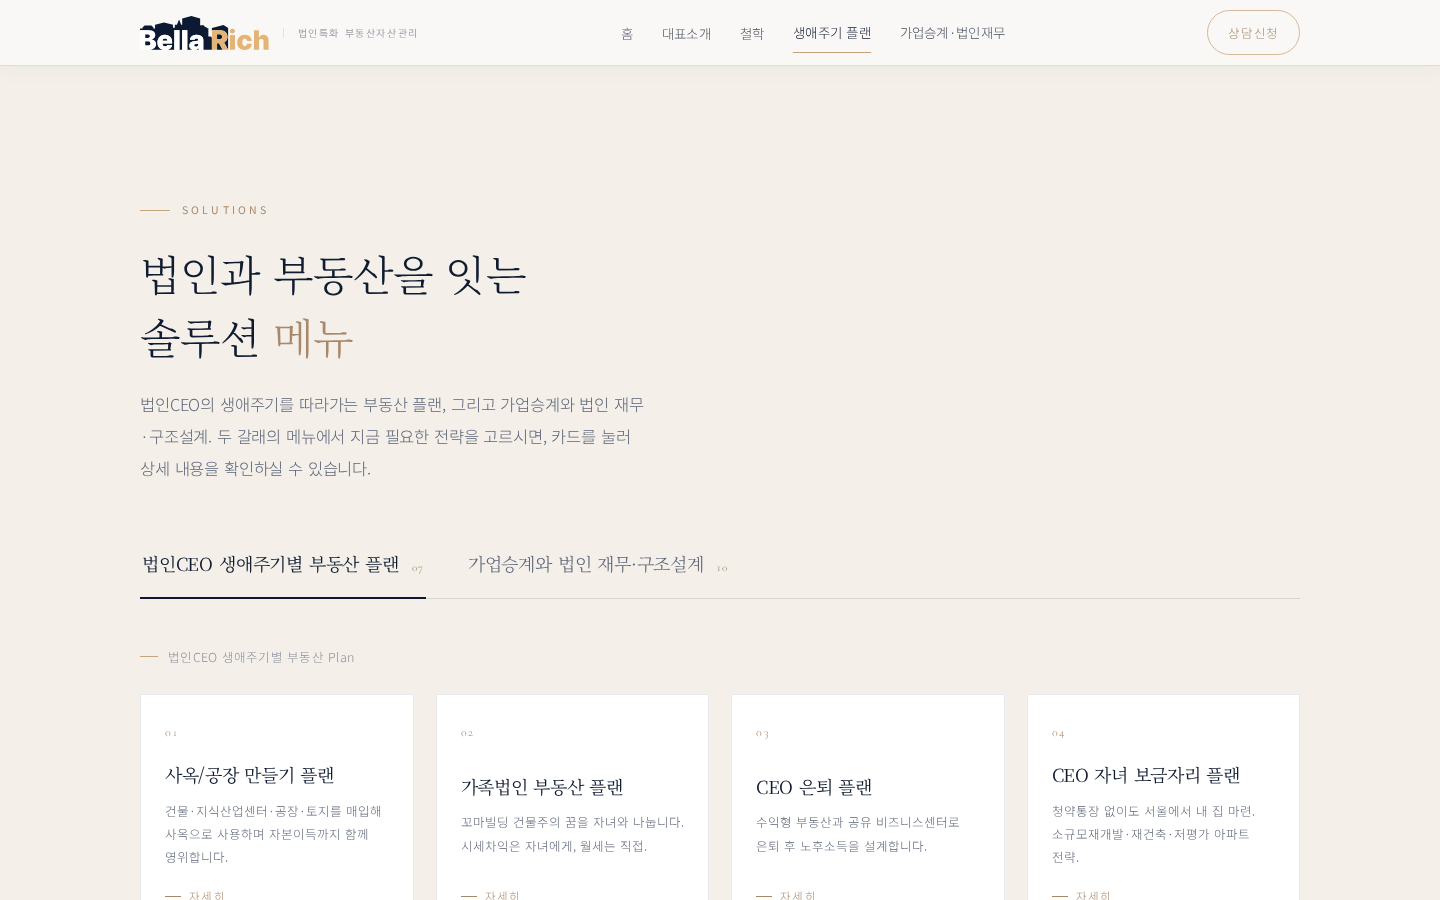 Bella Rich 법인특화 부동산자산관리 홈 대표소개 철학 생애주기 플랜 가업승계·법인재무 상담신청
SOLUTIONS
법인과 부동산을 잇는
솔루션 메뉴
법인CEO의 생애주기를 따라가는 부동산 플랜, 그리고 가업승계와 법인 재무
·구조설계. 두 갈래의 메뉴에서 지금 필요한 전략을 고르시면, 카드를 눌러
상세 내용을 확인하실 수 있습니다.
법인CEO 생애주기별 부동산 플랜 07 가업승계와 법인 재무·구조설계 10
법인CEO 생애주기별 부동산 Plan
01
사옥/공장 만들기 플랜
건물·지식산업센터·공장·토지를 매입해
사옥으로 사용하며 자본이득까지 함께
영위합니다.
자세히
02
가족법인 부동산 플랜
꼬마빌딩 건물주의 꿈을 자녀와 나눕니다.
시세차익은 자녀에게, 월세는 직접.
자세히
03
CEO 은퇴 플랜
수익형 부동산과 공유 비즈니스센터로
은퇴 후 노후소득을 설계합니다.
자세히
04
CEO 자녀 보금자리 플랜
청약통장 없이도 서울에서 내 집 마련.
소규모재개발·재건축·저평가 아파트
전략.
자세히